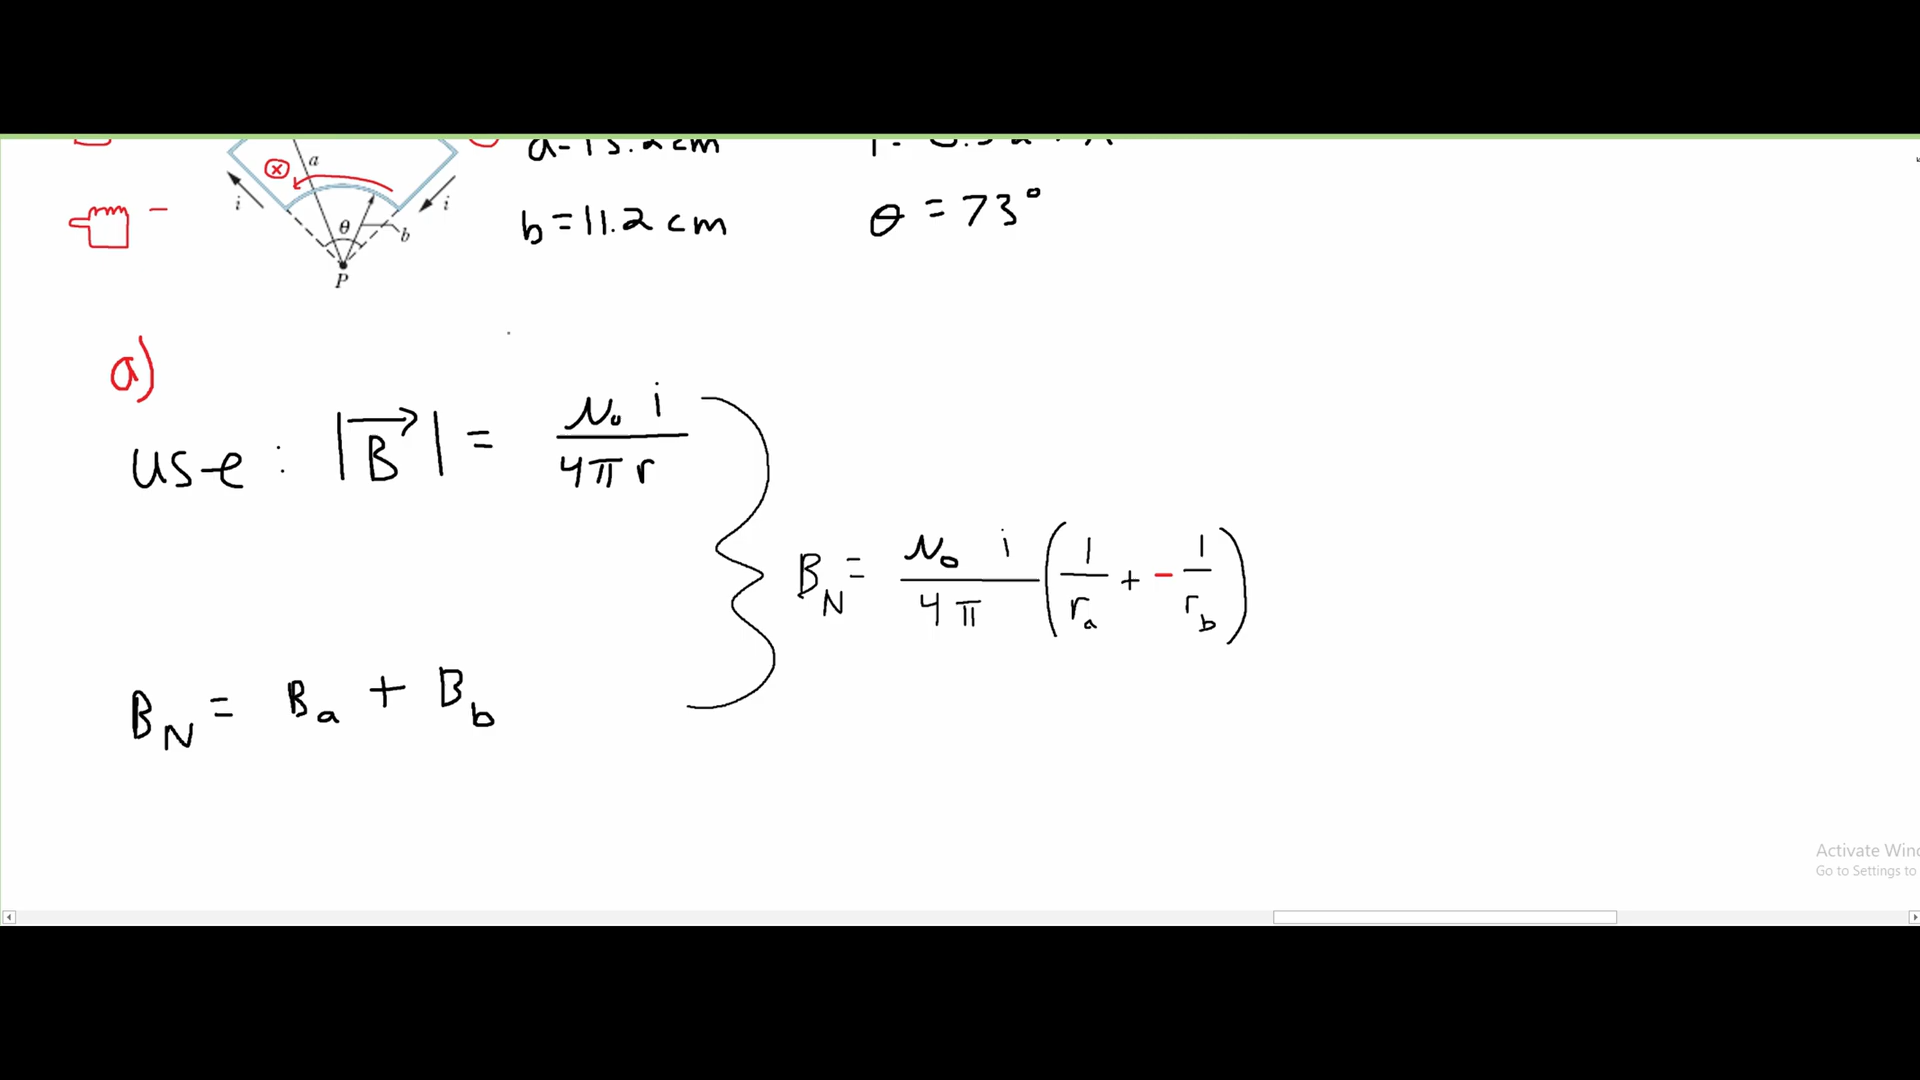 a
i
i
θ
b
P
b = 11.2 cm
θ = 73°
a)
use : |B⃗| = μ₀ i / 4π r
B_N = μ₀ i / 4π (1/r_a + - 1/r_b)
B_N = B_a + B_b
Activate Win
Go to Settings to